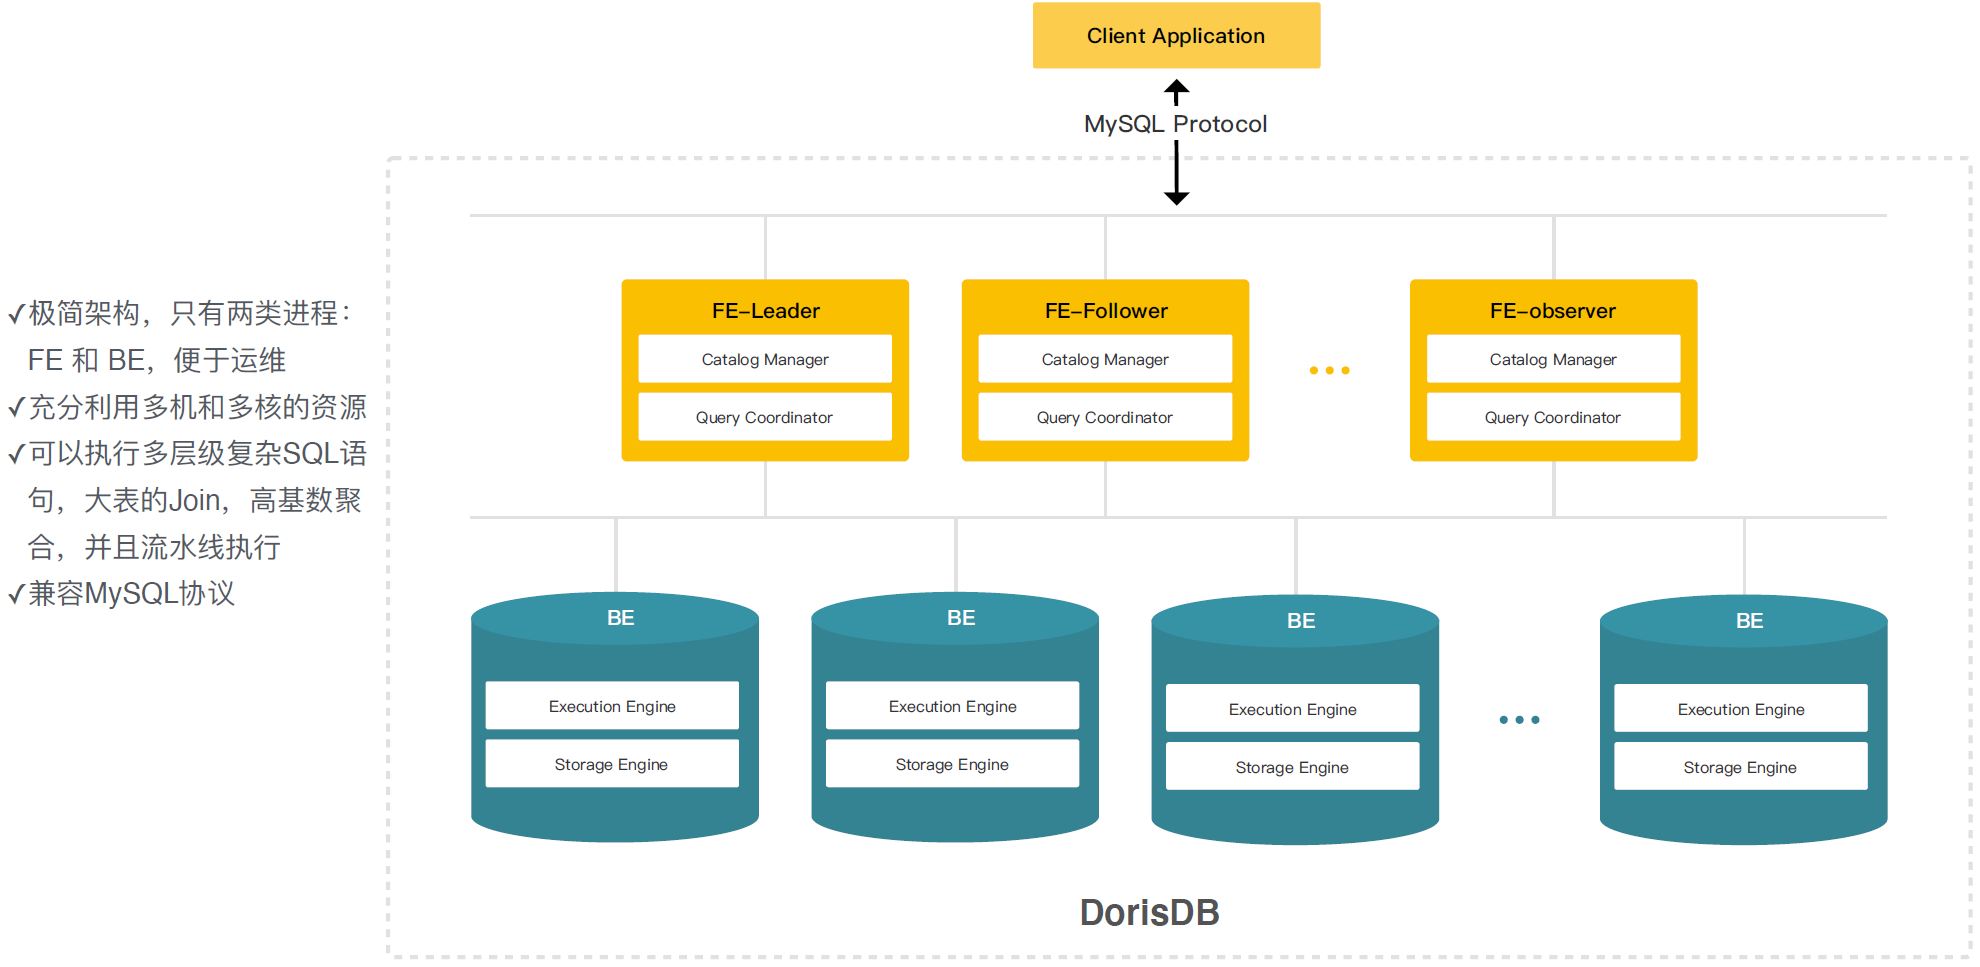 Client Application
MySQL Protocol
✓极简架构，只有两类进程：
FE 和 BE，便于运维
✓充分利用多机和多核的资源
✓可以执行多层级复杂SQL语
句，大表的Join，高基数聚
合，并且流水线执行
✓兼容MySQL协议
FE-Leader
Catalog Manager
Query Coordinator
FE-Follower
Catalog Manager
Query Coordinator
FE-observer
Catalog Manager
Query Coordinator
BE
Execution Engine
Storage Engine
BE
Execution Engine
Storage Engine
BE
Execution Engine
Storage Engine
BE
Execution Engine
Storage Engine
DorisDB